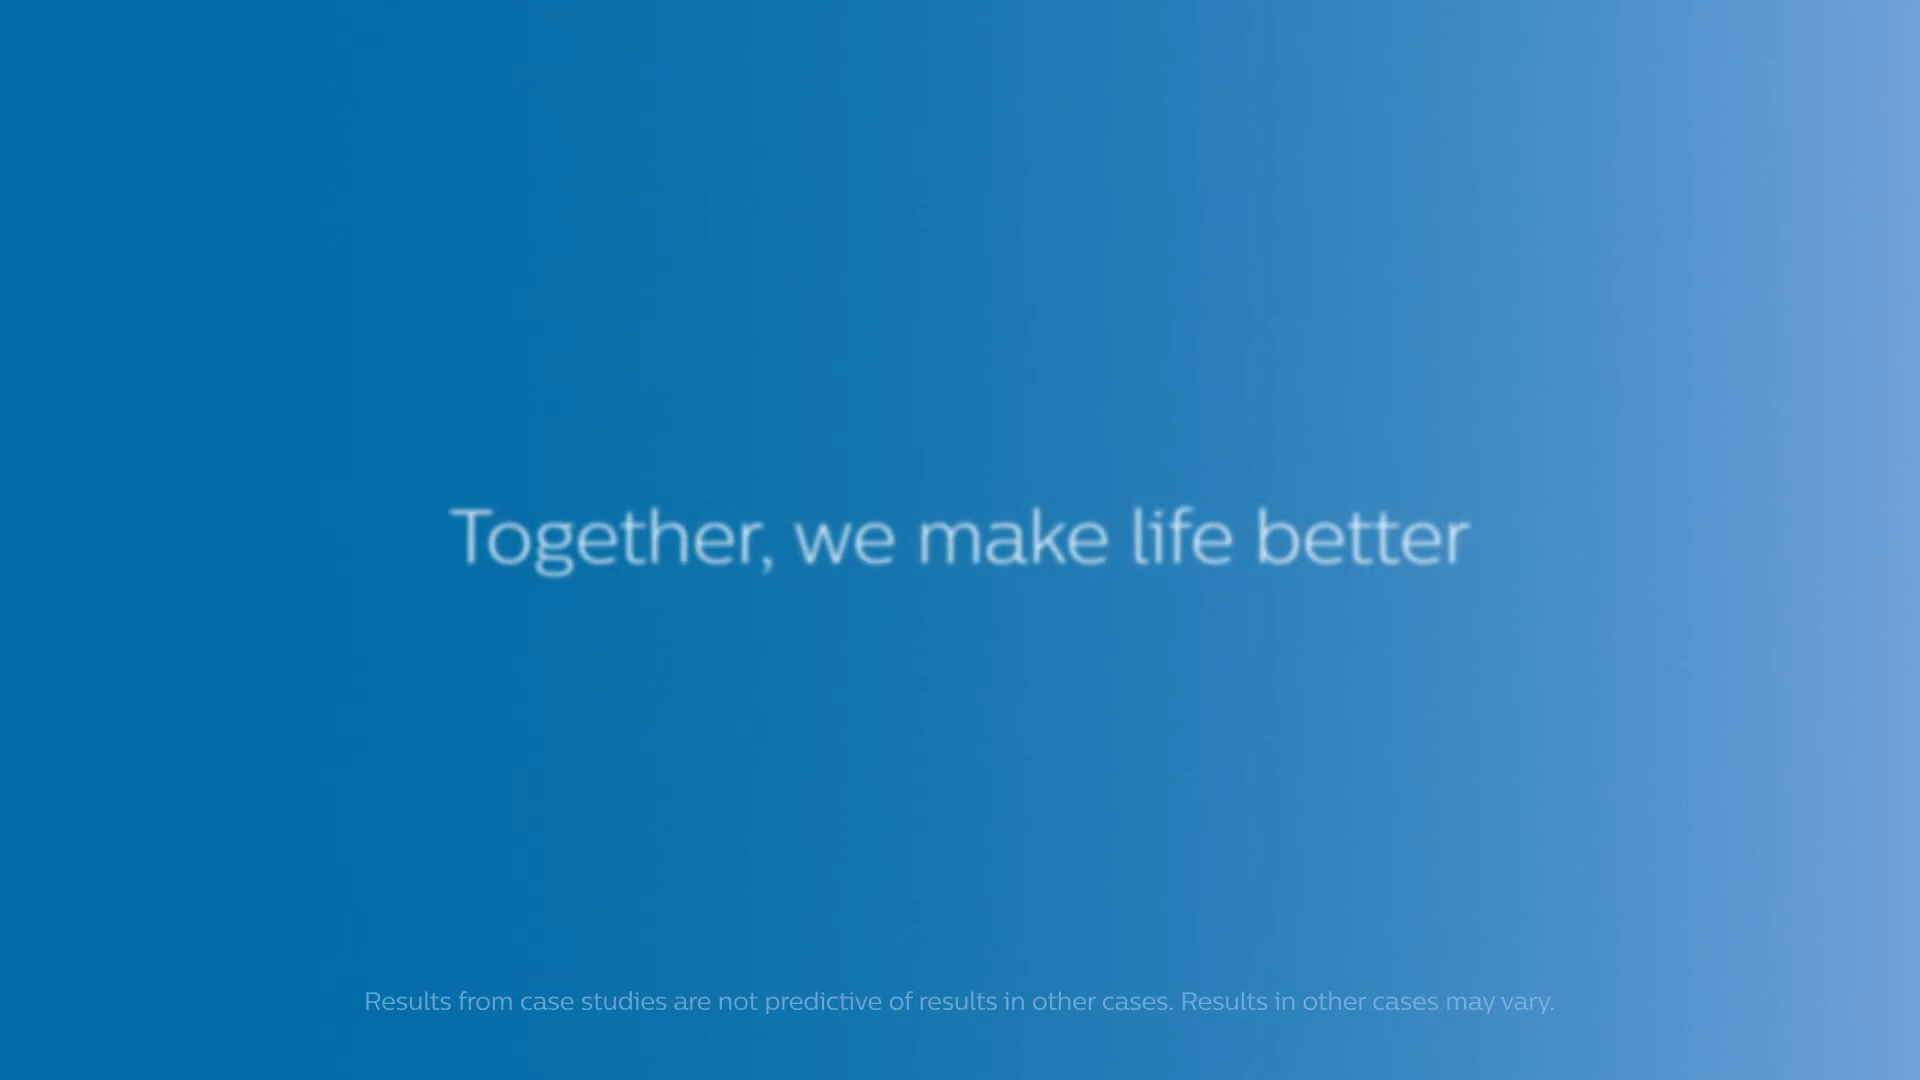 Together, we make life better
Results from case studies are not predictive of results in other cases. Results in other cases may vary.